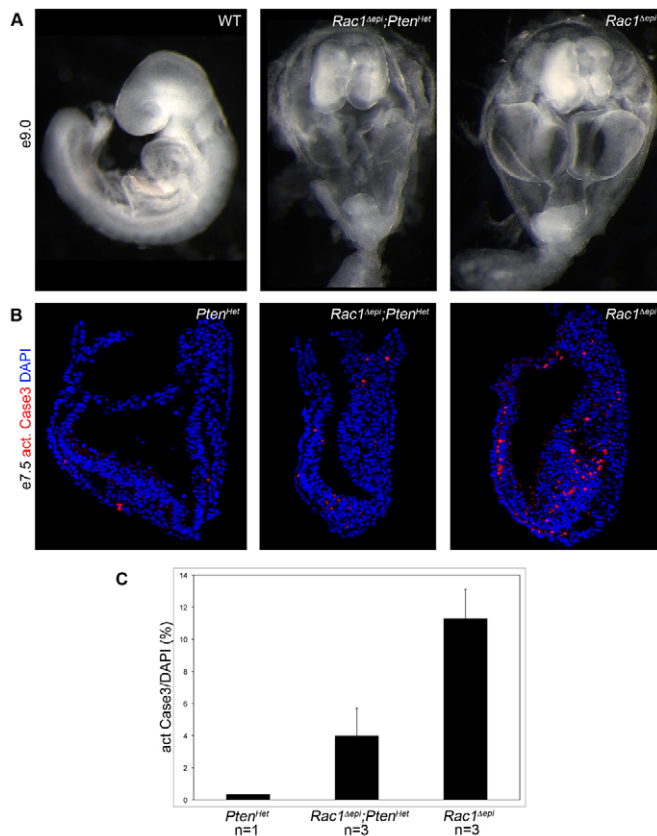 A
WT
Rac1Δepi;PtenHet
Rac1Δepi
e9.0
B
PtenHet
Rac1Δepi;PtenHet
Rac1Δepi
e7.5 act. Case3 DAPI
C
14
12
10
8
6
4
2
0
act Case3/DAPI (%)
PtenHet
Rac1Δepi;PtenHet
Rac1Δepi
n=1
n=3
n=3